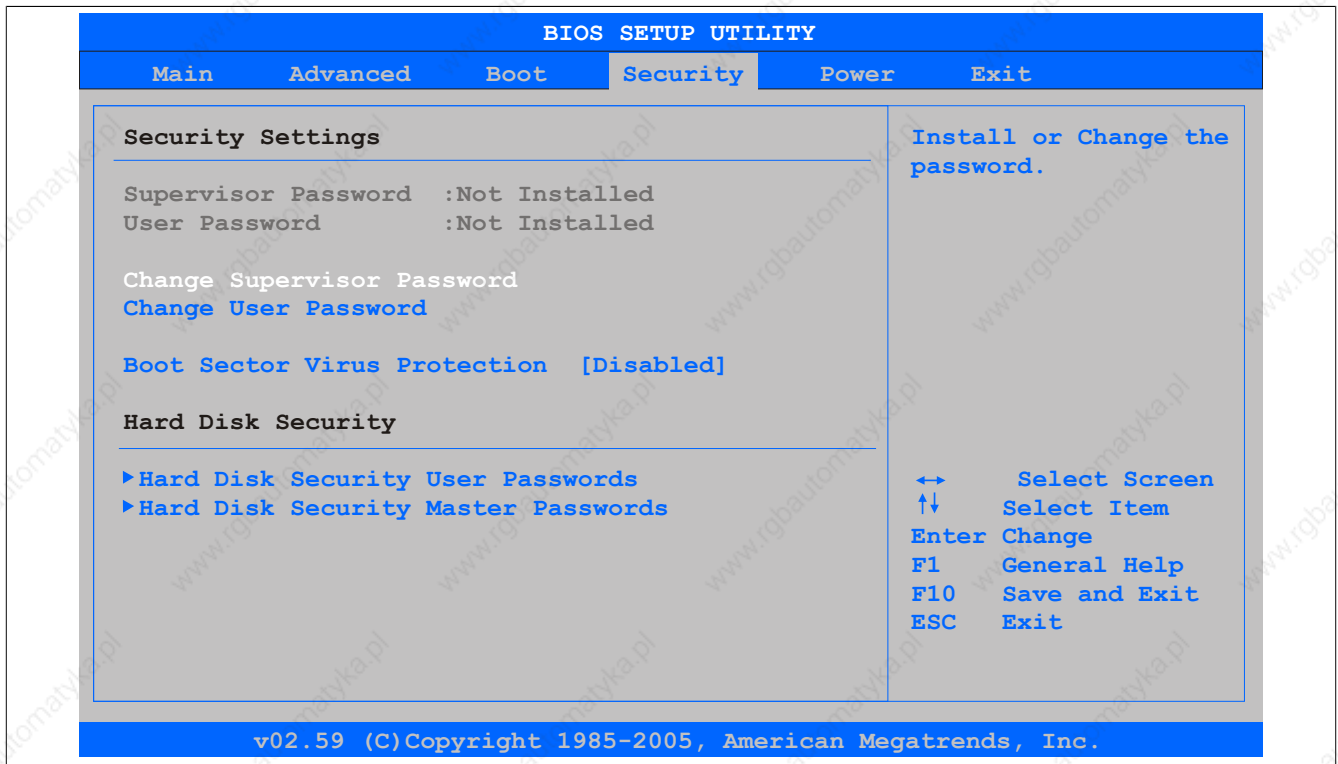 BIOS SETUP UTILITY
Main Advanced Boot Security Power Exit
Security Settings
Supervisor Password :Not Installed
User Password :Not Installed
Change Supervisor Password
Change User Password
Boot Sector Virus Protection [Disabled]
Hard Disk Security
Hard Disk Security User Passwords
Hard Disk Security Master Passwords
Install or Change the
password.
↔ Select Screen
↑↓ Select Item
Enter Change
F1 General Help
F10 Save and Exit
ESC Exit
v02.59 (C)Copyright 1985-2005, American Megatrends, Inc.
www.rgbautomatyka.pl